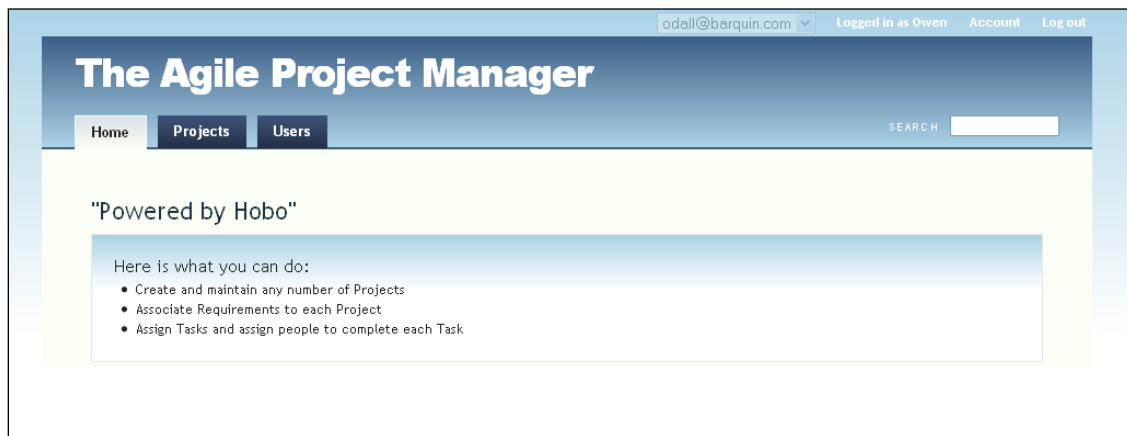 odall@barquin.com Logged in as Owen Account Log out
The Agile Project Manager
Home Projects Users SEARCH
"Powered by Hobo"
Here is what you can do:
• Create and maintain any number of Projects
• Associate Requirements to each Project
• Assign Tasks and assign people to complete each Task